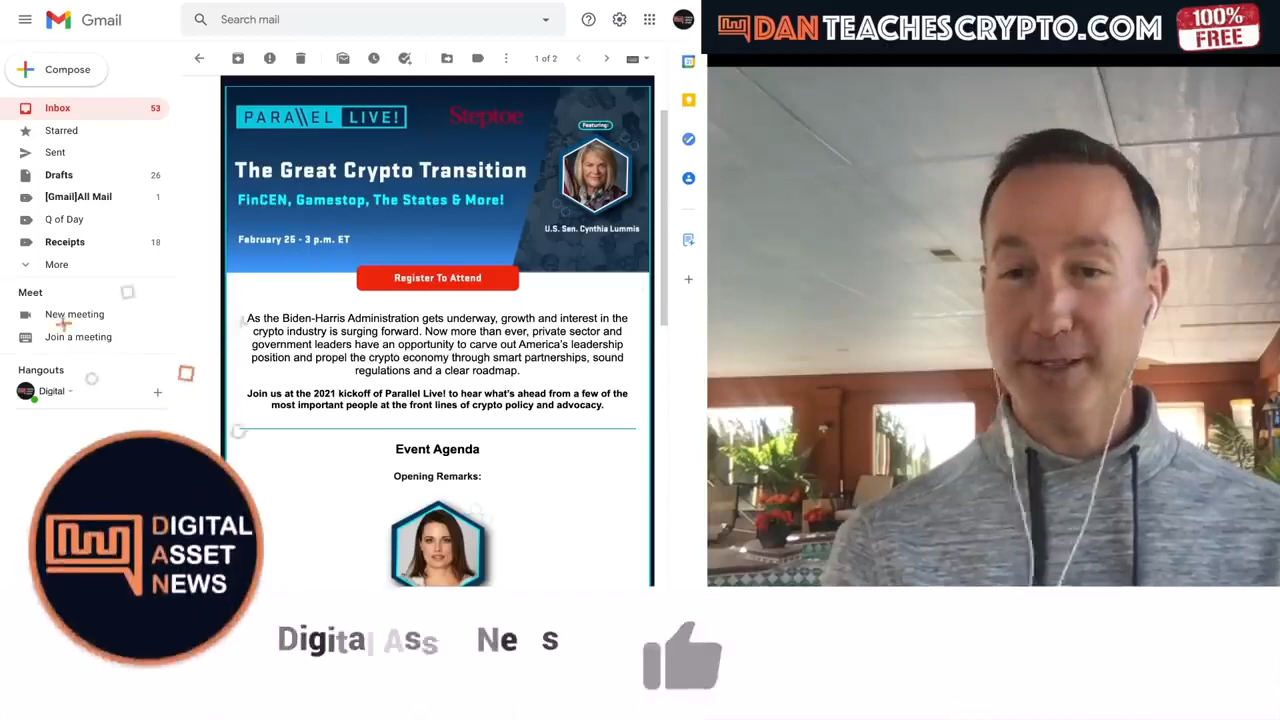 Gmail
Search mail
Compose
Inbox 53
Starred
Sent
Drafts 26
[Gmail]All Mail 1
Q of Day
Receipts 18
More
Meet
New meeting
Join a meeting
Hangouts
Digital
1 of 2
PARALLEL LIVE!
Steptoe
Featuring:
The Great Crypto Transition
FinCEN, Gamestop, The States & More!
U.S. Sen. Cynthia Lummis
February 25 - 3 p.m. ET
Register To Attend
As the Biden-Harris Administration gets underway, growth and interest in the
crypto industry is surging forward. Now more than ever, private sector and
government leaders have an opportunity to carve out America's leadership
position and propel the crypto economy through smart partnerships, sound
regulations and a clear roadmap.
Join us at the 2021 kickoff of Parallel Live! to hear what's ahead from a few of the
most important people at the front lines of crypto policy and advocacy.
Event Agenda
Opening Remarks:
DANTEACHESCRYPTO.COM
100%
FREE
DIGITAL
ASSET
NEWS
Digital Ass Ne s